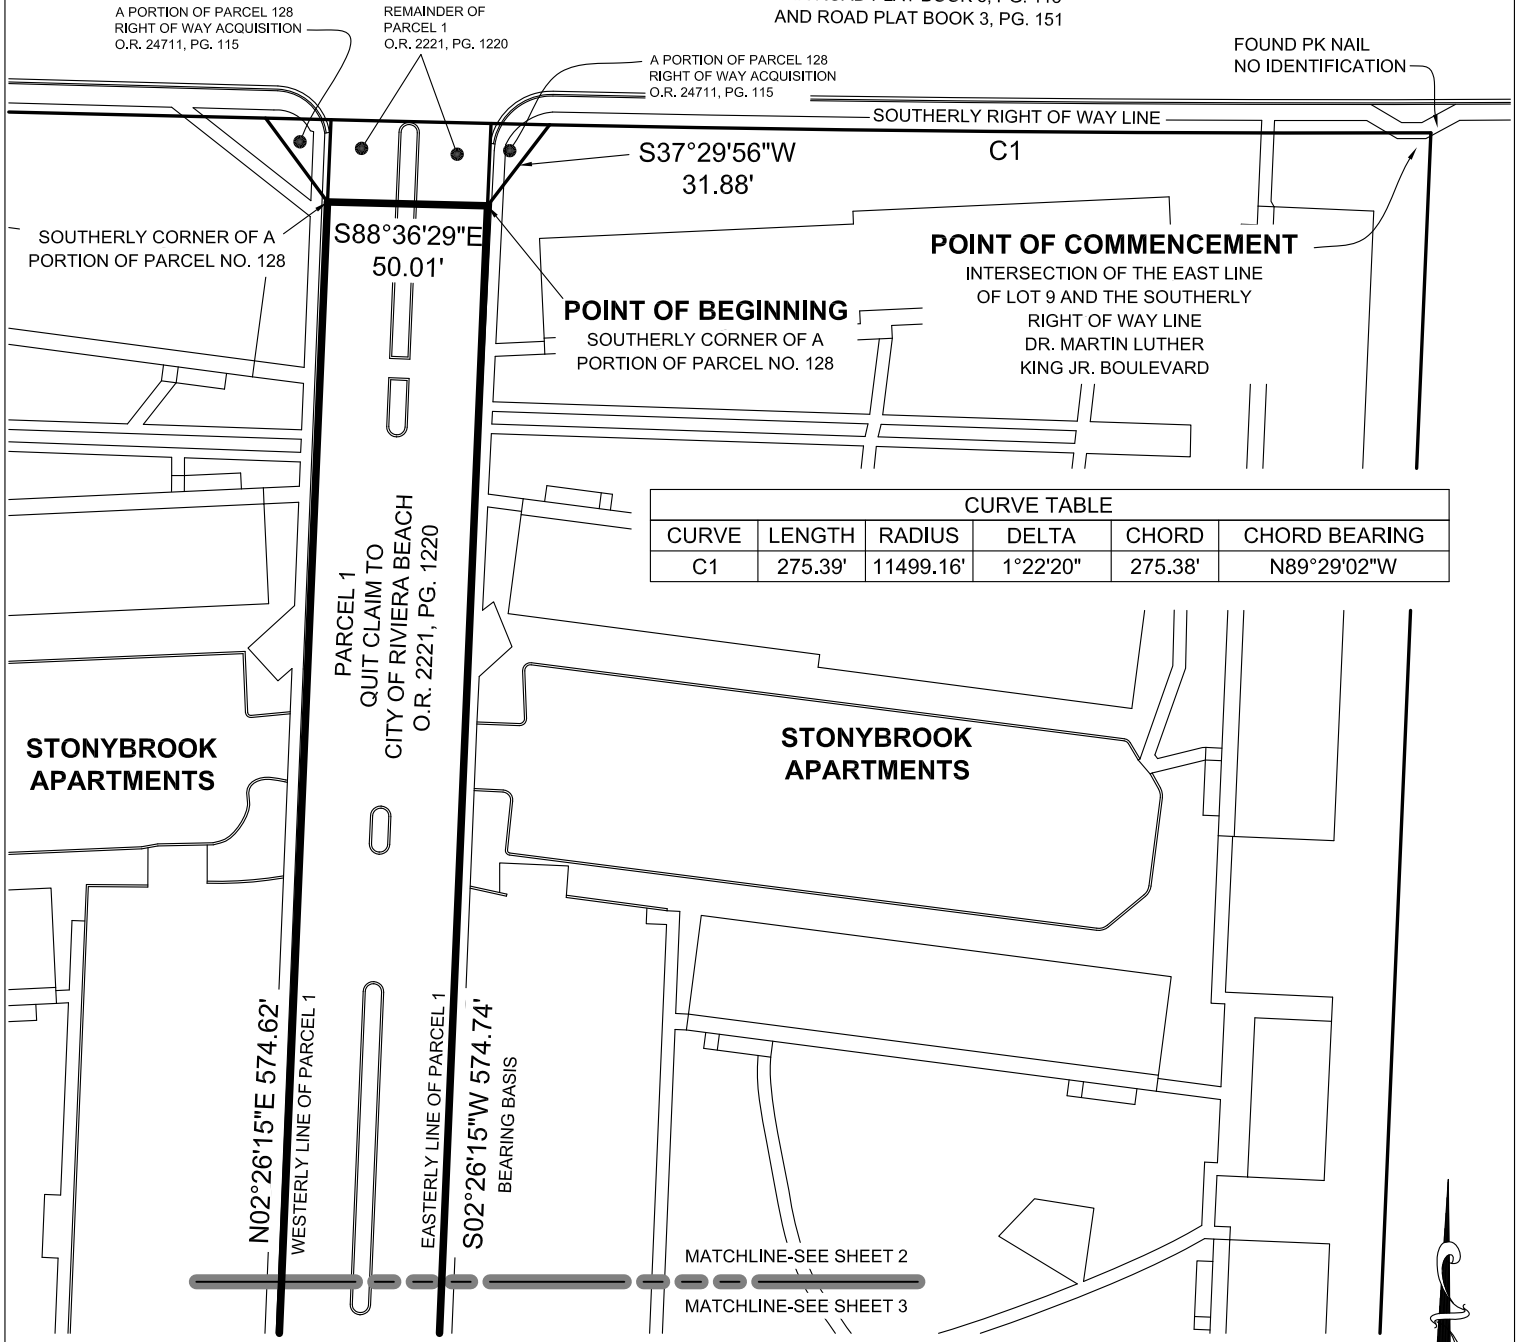 A PORTION OF PARCEL 128
RIGHT OF WAY ACQUISITION
O.R. 24711, PG. 115
REMAINDER OF
PARCEL 1
O.R. 2221, PG. 1220
AND ROAD PLAT BOOK 3, PG. 151
A PORTION OF PARCEL 128
RIGHT OF WAY ACQUISITION
O.R. 24711, PG. 115
FOUND PK NAIL
NO IDENTIFICATION
SOUTHERLY RIGHT OF WAY LINE
S37°29'56"W
31.88'
C1
SOUTHERLY CORNER OF A
PORTION OF PARCEL NO. 128
S88°36'29"E
50.01'
POINT OF BEGINNING
SOUTHERLY CORNER OF A
PORTION OF PARCEL NO. 128
POINT OF COMMENCEMENT
INTERSECTION OF THE EAST LINE
OF LOT 9 AND THE SOUTHERLY
RIGHT OF WAY LINE
DR. MARTIN LUTHER
KING JR. BOULEVARD
CURVE TABLE
CURVE LENGTH RADIUS DELTA CHORD CHORD BEARING
C1 275.39' 11499.16' 1°22'20" 275.38' N89°29'02"W
PARCEL 1
QUIT CLAIM TO
CITY OF RIVIERA BEACH
O.R. 2221, PG. 1220
STONYBROOK
APARTMENTS
STONYBROOK
APARTMENTS
N02°26'15"E 574.62'
WESTERLY LINE OF PARCEL 1
EASTERLY LINE OF PARCEL 1
S02°26'15"W 574.74'
BEARING BASIS
MATCHLINE-SEE SHEET 2
MATCHLINE-SEE SHEET 3